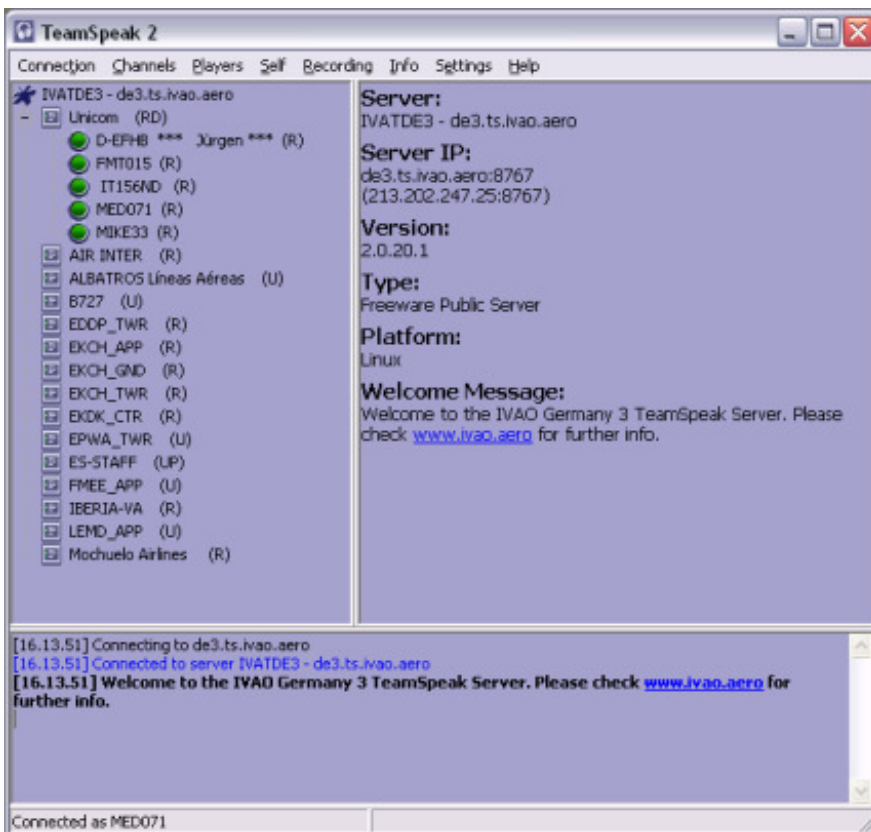 TeamSpeak 2
Connection Channels Players Self Recording Info Settings Help
IVATDE3 - de3.ts.ivao.aero
Unicom (RD)
D-EFHB *** Jürgen *** (R)
FMT015 (R)
IT156ND (R)
MED071 (R)
MIKE33 (R)
AIR INTER (R)
ALBATROS Líneas Aéreas (U)
B727 (U)
EDDP_TWR (R)
EKCH_APP (R)
EKCH_GND (R)
EKCH_TWR (R)
EKDK_CTR (R)
EPWA_TWR (U)
ES-STAFF (UP)
FMEE_APP (U)
IBERIA-VA (R)
LEMD_APP (U)
Mochuelo Airlines (R)
Server:
IVATDE3 - de3.ts.ivao.aero
Server IP:
de3.ts.ivao.aero:8767
(213.202.247.25:8767)
Version:
2.0.20.1
Type:
Freeware Public Server
Platform:
Linux
Welcome Message:
Welcome to the IVAO Germany 3 TeamSpeak Server. Please
check www.ivao.aero for further info.
[16.13.51] Connecting to de3.ts.ivao.aero
[16.13.51] Connected to server IVATDE3 - de3.ts.ivao.aero
[16.13.51] Welcome to the IVAO Germany 3 TeamSpeak Server. Please check www.ivao.aero for
further info.
Connected as MED071